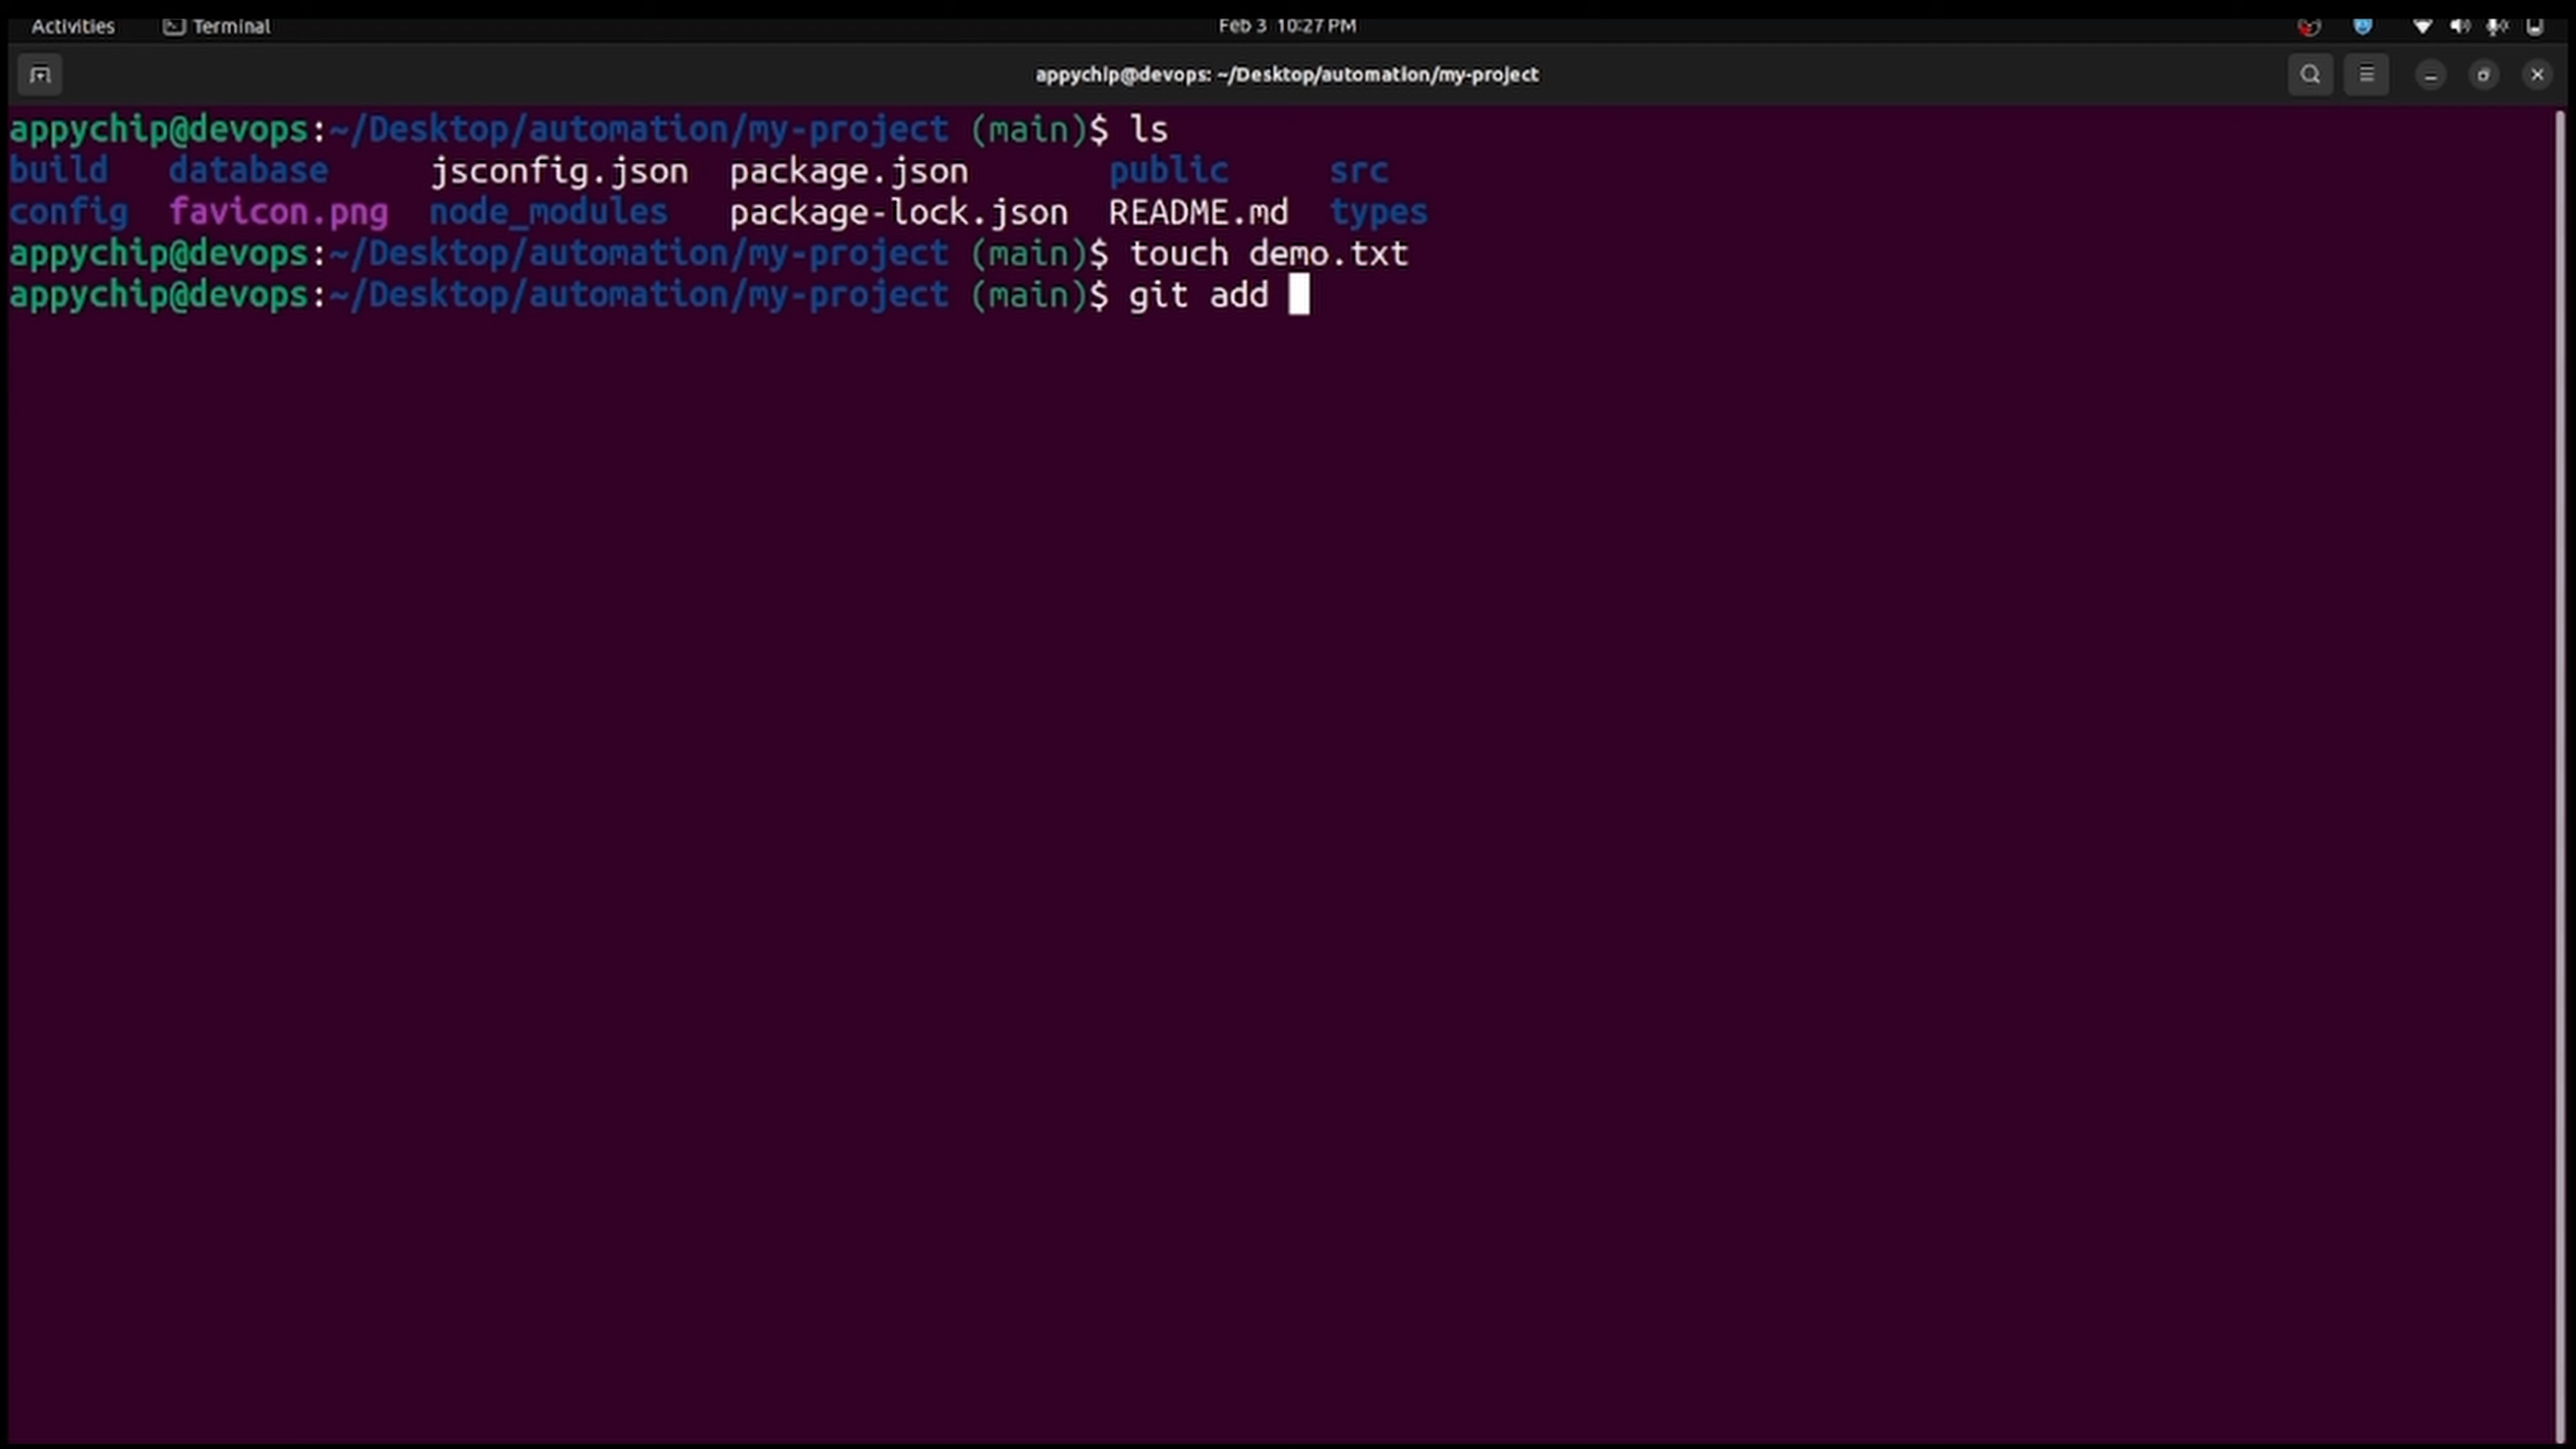 Activities Terminal Feb 3 10:27 PM
appychip@devops: ~/Desktop/automation/my-project
appychip@devops:~/Desktop/automation/my-project (main)$ ls
build database jsconfig.json package.json public src
config favicon.png node_modules package-lock.json README.md types
appychip@devops:~/Desktop/automation/my-project (main)$ touch demo.txt
appychip@devops:~/Desktop/automation/my-project (main)$ git add